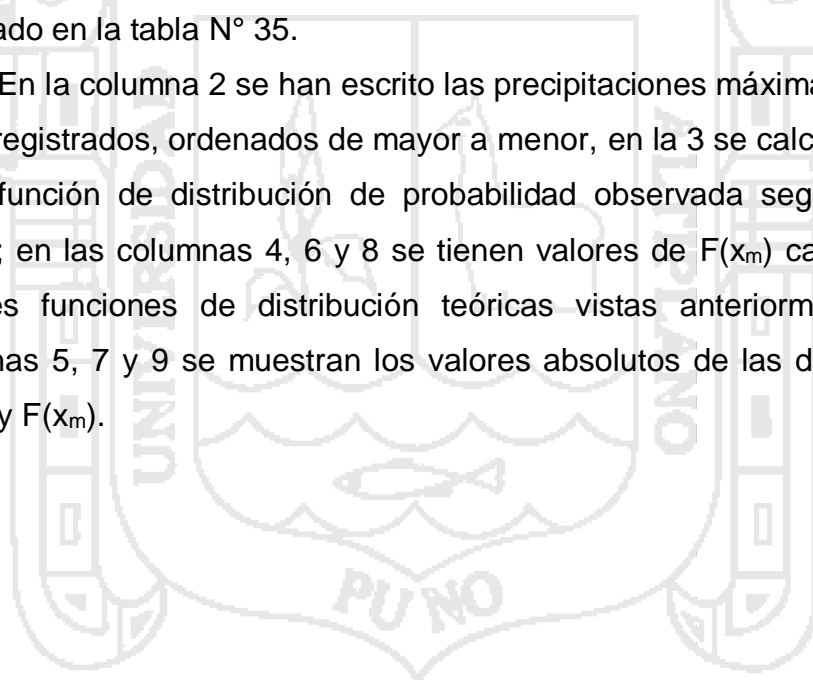 ado en la tabla N° 35.
En la columna 2 se han escrito las precipitaciones máxima
registrados, ordenados de mayor a menor, en la 3 se calc
función de distribución de probabilidad observada seg
; en las columnas 4, 6 y 8 se tienen valores de F(xm) ca
es funciones de distribución teóricas vistas anteriorm
nas 5, 7 y 9 se muestran los valores absolutos de las d
y F(xm).
UNIVERSIDAD
ALTIPLANO
PUNO